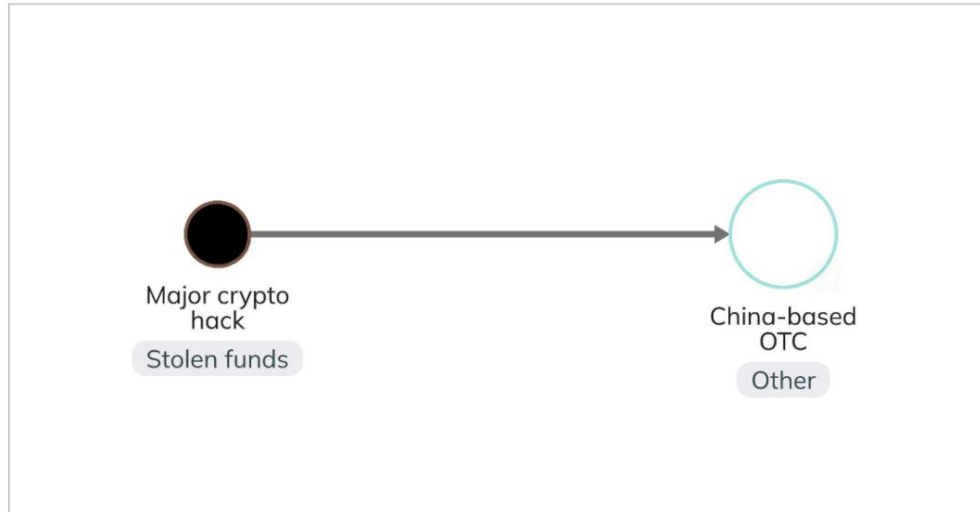 Major crypto
hack
Stolen funds
China-based
OTC
Other